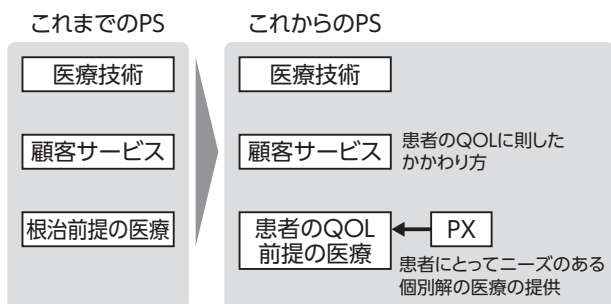 これまでのPS
医療技術
顧客サービス
根治前提の医療
これからのPS
医療技術
顧客サービス
患者のQOLに則した
かかわり方
患者のQOL
前提の医療
PX
患者にとってニーズのある
個別解の医療の提供